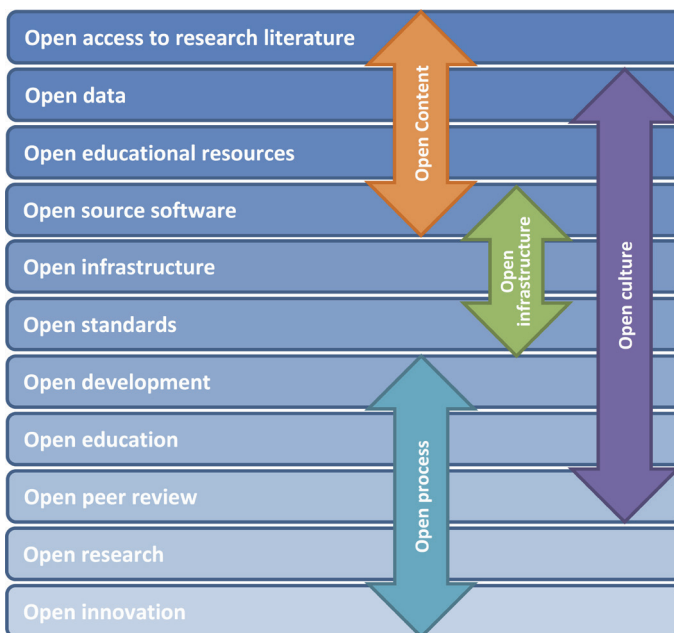 Open access to research literature
Open data
Open educational resources
Open source software
Open infrastructure
Open standards
Open development
Open education
Open peer review
Open research
Open innovation
Open Content
Open
infrastructure
Open culture
Open process